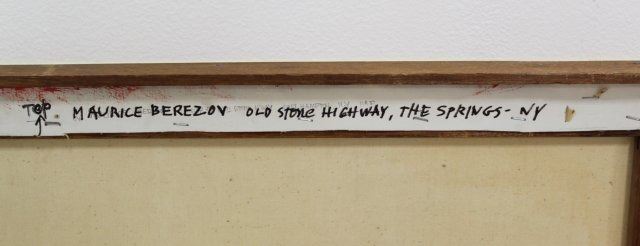 TOP MAURICE BEREZOV OLD STONE HIGHWAY, THE SPRINGS - NY